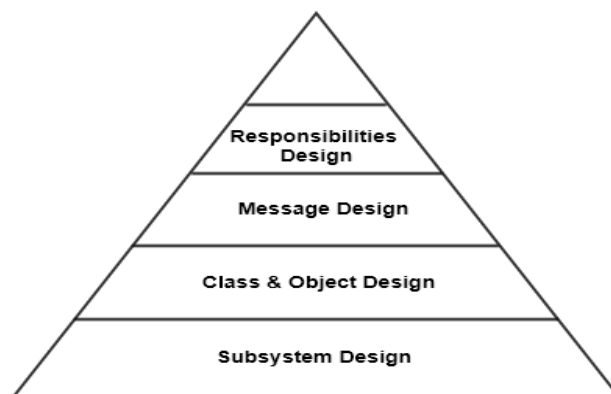 Responsibilities
Design
Message Design
Class & Object Design
Subsystem Design